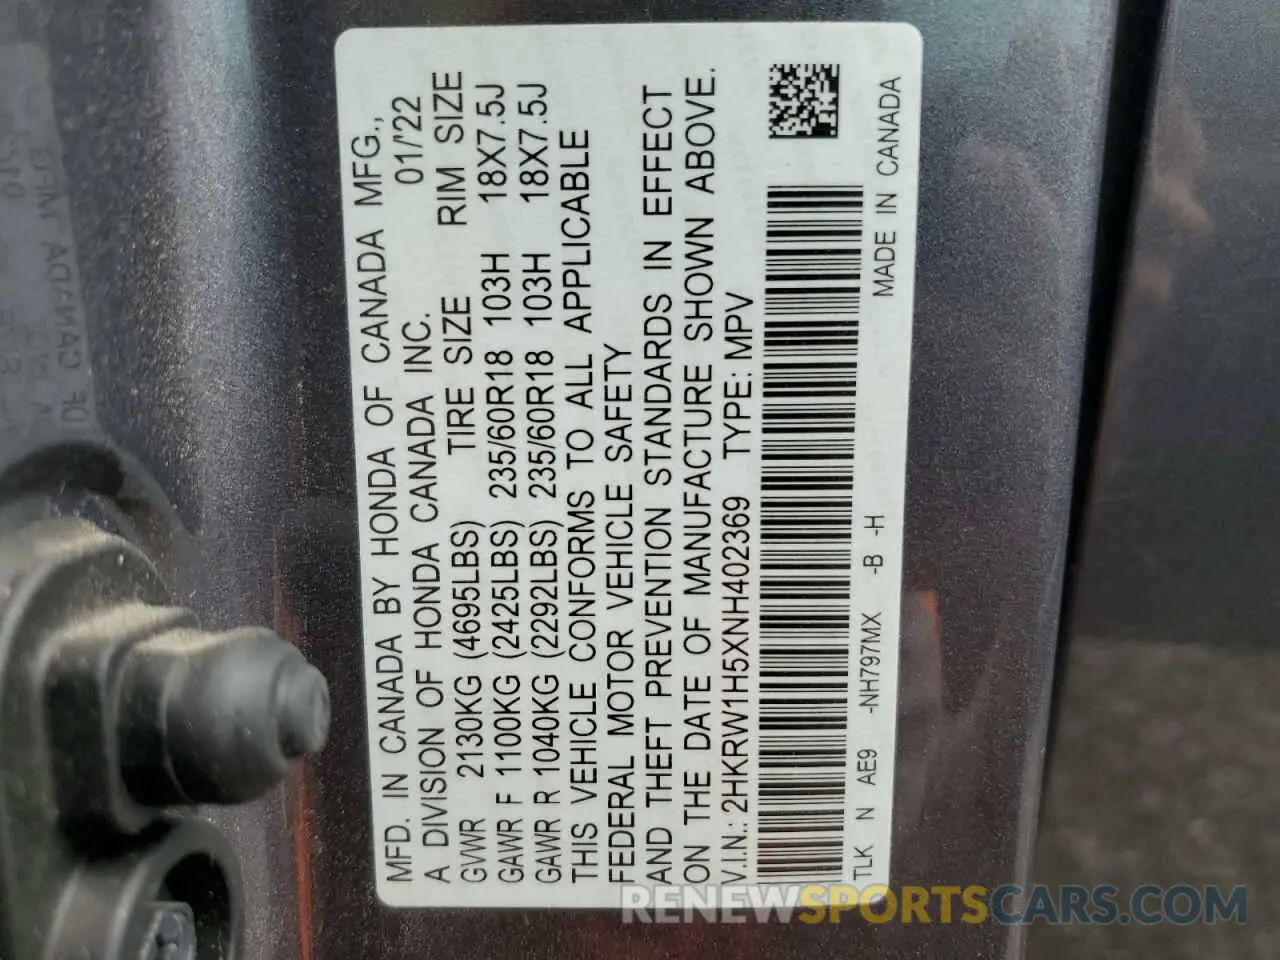 MFD. IN CANADA BY HONDA OF CANADA MFG.,
A DIVISION OF HONDA CANADA INC. 01/'22
GVWR 2130KG (4695LBS) TIRE SIZE RIM SIZE
GAWR F 1100KG (2425LBS) 235/60R18 103H 18X7.5J
GAWR R 1040KG (2292LBS) 235/60R18 103H 18X7.5J
THIS VEHICLE CONFORMS TO ALL APPLICABLE
FEDERAL MOTOR VEHICLE SAFETY
AND THEFT PREVENTION STANDARDS IN EFFECT
ON THE DATE OF MANUFACTURE SHOWN ABOVE.
V.I.N.: 2HKRW1H5XNH402369 TYPE: MPV
TLK N AE9 -NH797MX -B -H MADE IN CANADA
RENEWSPORTSCARS.COM